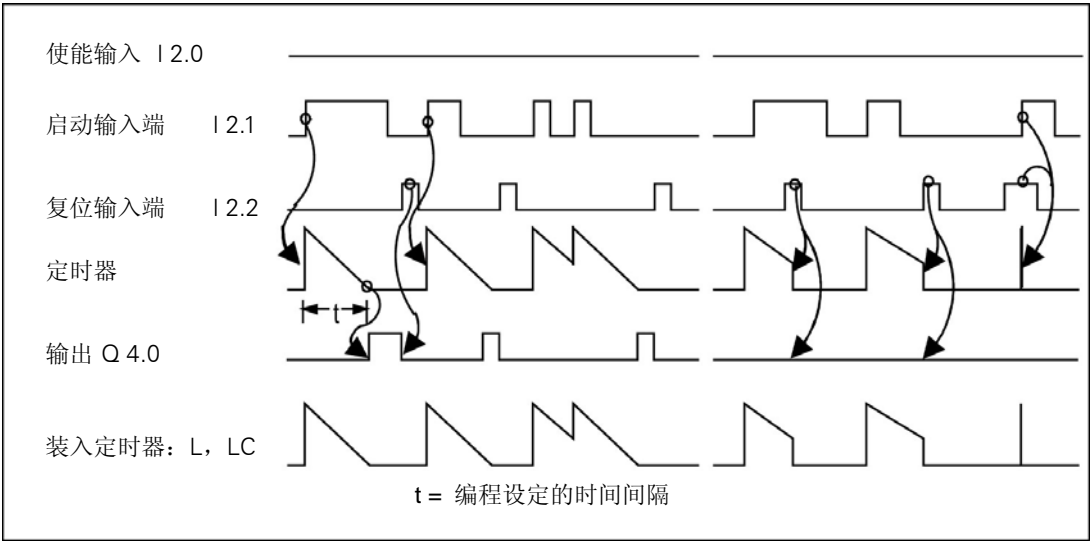 使能输入 I 2.0
启动输入端 I 2.1
复位输入端 I 2.2
定时器
t
输出 Q 4.0
装入定时器：L，LC
t = 编程设定的时间间隔